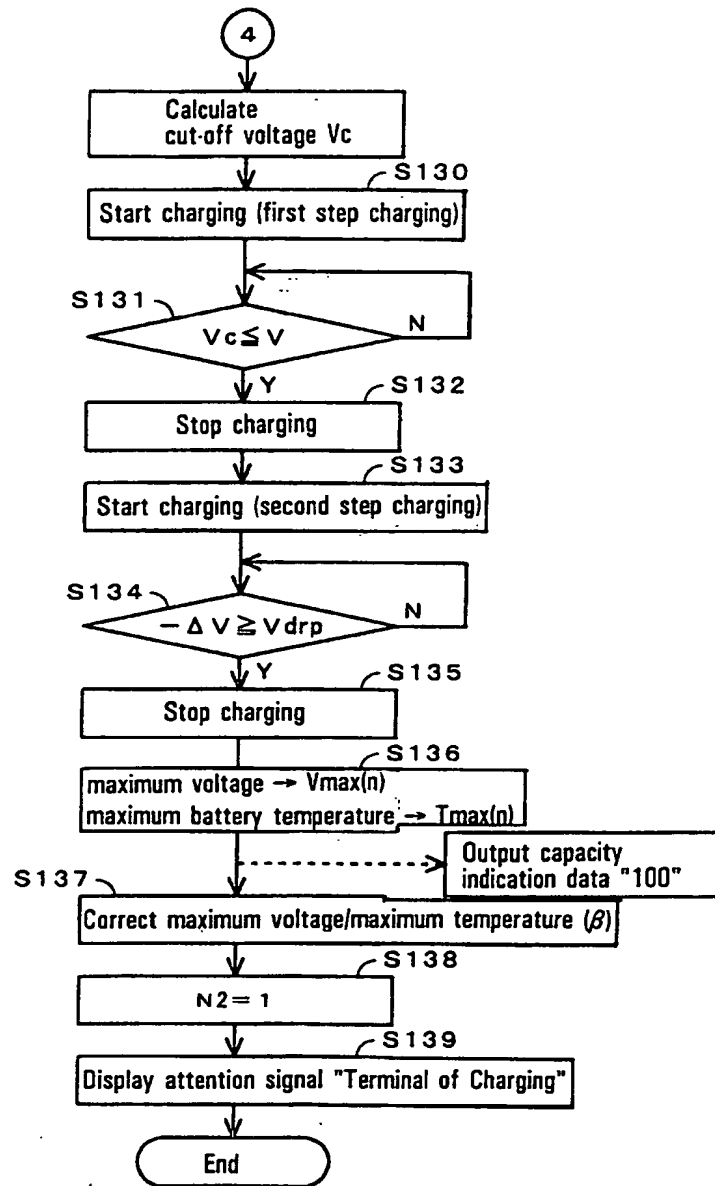 4
Calculate
cut-off voltage Vc
S130
Start charging (first step charging)
S131
Vc≦V
N
Y
S132
Stop charging
S133
Start charging (second step charging)
S134
-ΔV≧Vdrp
N
Y
S135
Stop charging
S136
maximum voltage → Vmax(n)
maximum battery temperature → Tmax(n)
Output capacity
indication data "100"
S137
Correct maximum voltage/maximum temperature (β)
S138
N2=1
S139
Display attention signal "Terminal of Charging"
End